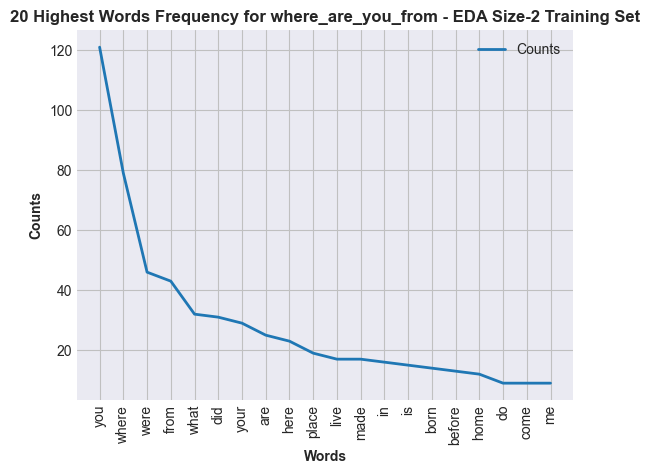 20 Highest Words Frequency for where_are_you_from - EDA Size-2 Training Set
Counts
120
100
80
60
40
20
Counts
you
where
were
from
what
did
your
are
here
place
live
made
in
is
born
before
home
do
come
me
Words